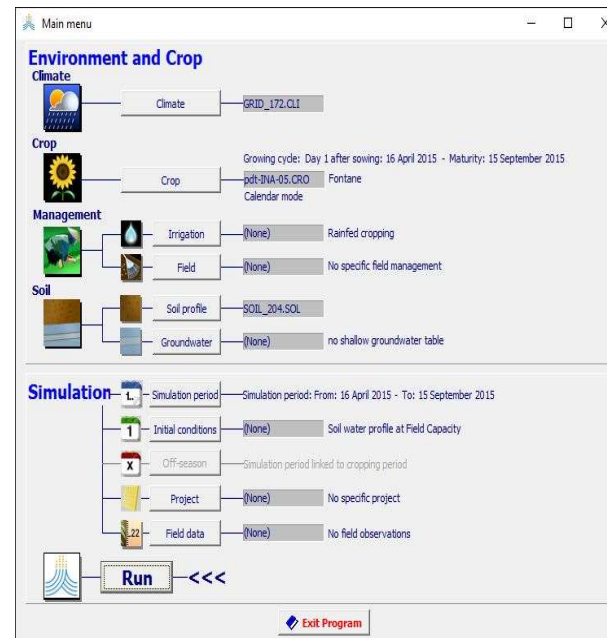 Main menu
Environment and Crop
Climate
Climate GRID_172.CLI
Crop
Growing cycle: Day 1 after sowing: 16 April 2015 - Maturity: 15 September 2015
Crop pdt-INA-05.CRO Fontane
Calendar mode
Management
Irrigation (None) Rainfed cropping
Field (None) No specific field management
Soil
Soil profile SOIL_204.SOL
Groundwater (None) no shallow groundwater table
Simulation 1.. Simulation period Simulation period: From: 16 April 2015 - To: 15 September 2015
1 Initial conditions (None) Soil water profile at Field Capacity
X Off-season Simulation period linked to cropping period
Project (None) No specific project
.22 Field data (None) No field observations
Run <<<
Exit Program